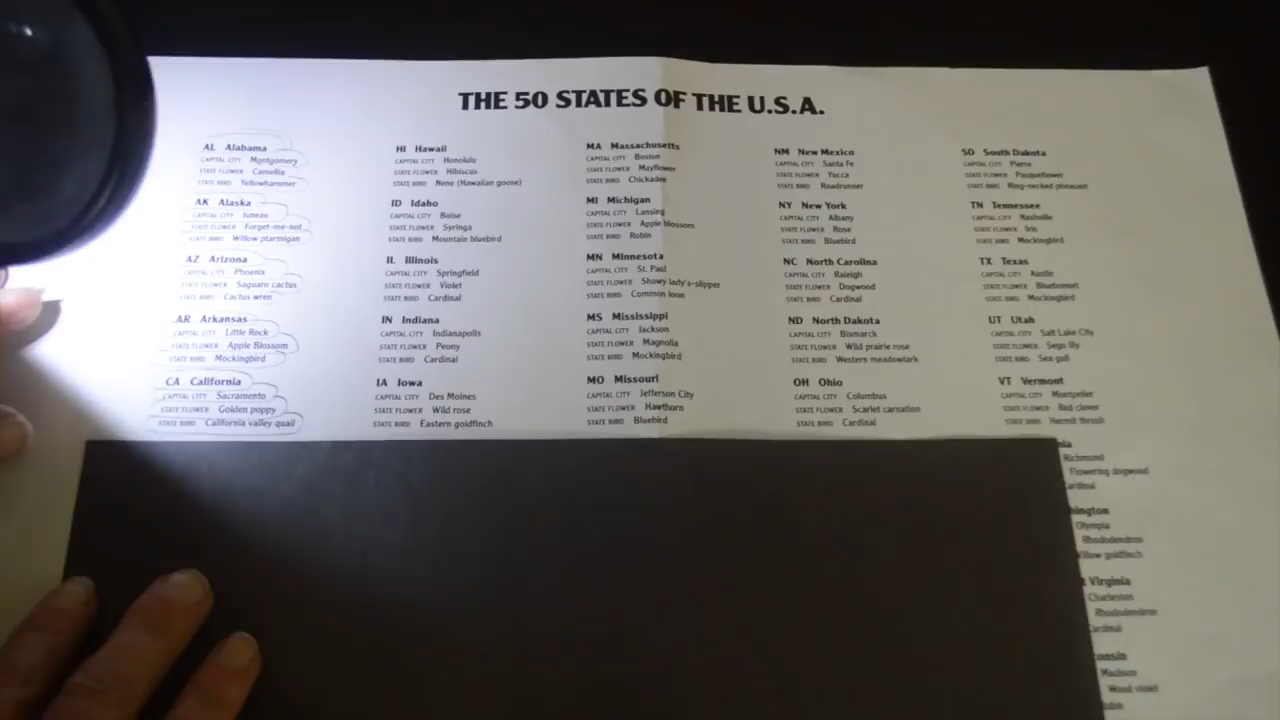 THE 50 STATES OF THE U.S.A.
AL Alabama
CAPITAL CITY Montgomery
STATE FLOWER Camellia
STATE BIRD Yellowhammer
AK Alaska
CAPITAL CITY Juneau
STATE FLOWER Forget-me-not
STATE BIRD Willow ptarmigan
AZ Arizona
CAPITAL CITY Phoenix
STATE FLOWER Saguaro cactus
STATE BIRD Cactus wren
AR Arkansas
CAPITAL CITY Little Rock
STATE FLOWER Apple Blossom
STATE BIRD Mockingbird
CA California
CAPITAL CITY Sacramento
STATE FLOWER Golden poppy
STATE BIRD California valley quail
HI Hawaii
CAPITAL CITY Honolulu
STATE FLOWER Hibiscus
STATE BIRD Nene (Hawaiian goose)
ID Idaho
CAPITAL CITY Boise
STATE FLOWER Syringa
STATE BIRD Mountain bluebird
IL Illinois
CAPITAL CITY Springfield
STATE FLOWER Violet
STATE BIRD Cardinal
IN Indiana
CAPITAL CITY Indianapolis
STATE FLOWER Peony
STATE BIRD Cardinal
IA Iowa
CAPITAL CITY Des Moines
STATE FLOWER Wild rose
STATE BIRD Eastern goldfinch
MA Massachusetts
CAPITAL CITY Boston
STATE FLOWER Mayflower
STATE BIRD Chickadee
MI Michigan
CAPITAL CITY Lansing
STATE FLOWER Apple blossom
STATE BIRD Robin
MN Minnesota
CAPITAL CITY St. Paul
STATE FLOWER Showy lady's-slipper
STATE BIRD Common loon
MS Mississippi
CAPITAL CITY Jackson
STATE FLOWER Magnolia
STATE BIRD Mockingbird
MO Missouri
CAPITAL CITY Jefferson City
STATE FLOWER Hawthorn
STATE BIRD Bluebird
NM New Mexico
CAPITAL CITY Santa Fe
STATE FLOWER Yucca
STATE BIRD Roadrunner
NY New York
CAPITAL CITY Albany
STATE FLOWER Rose
STATE BIRD Bluebird
NC North Carolina
CAPITAL CITY Raleigh
STATE FLOWER Dogwood
STATE BIRD Cardinal
ND North Dakota
CAPITAL CITY Bismarck
STATE FLOWER Wild prairie rose
STATE BIRD Western meadowlark
OH Ohio
CAPITAL CITY Columbus
STATE FLOWER Scarlet carnation
STATE BIRD Cardinal
SD South Dakota
CAPITAL CITY Pierre
STATE FLOWER Pasqueflower
STATE BIRD Ring-necked pheasant
TN Tennessee
CAPITAL CITY Nashville
STATE FLOWER Iris
STATE BIRD Mockingbird
TX Texas
CAPITAL CITY Austin
STATE FLOWER Bluebonnet
STATE BIRD Mockingbird
UT Utah
CAPITAL CITY Salt Lake City
STATE FLOWER Sego lily
STATE BIRD Sea gull
VT Vermont
CAPITAL CITY Montpelier
STATE FLOWER Red clover
STATE BIRD Hermit thrush
nia
Richmond
Flowering dogwood
Cardinal
hington
Olympia
Rhododendron
Willow goldfinch
t Virginia
Charleston
Rhododendron
Cardinal
consin
Madison
Wood violet
obin